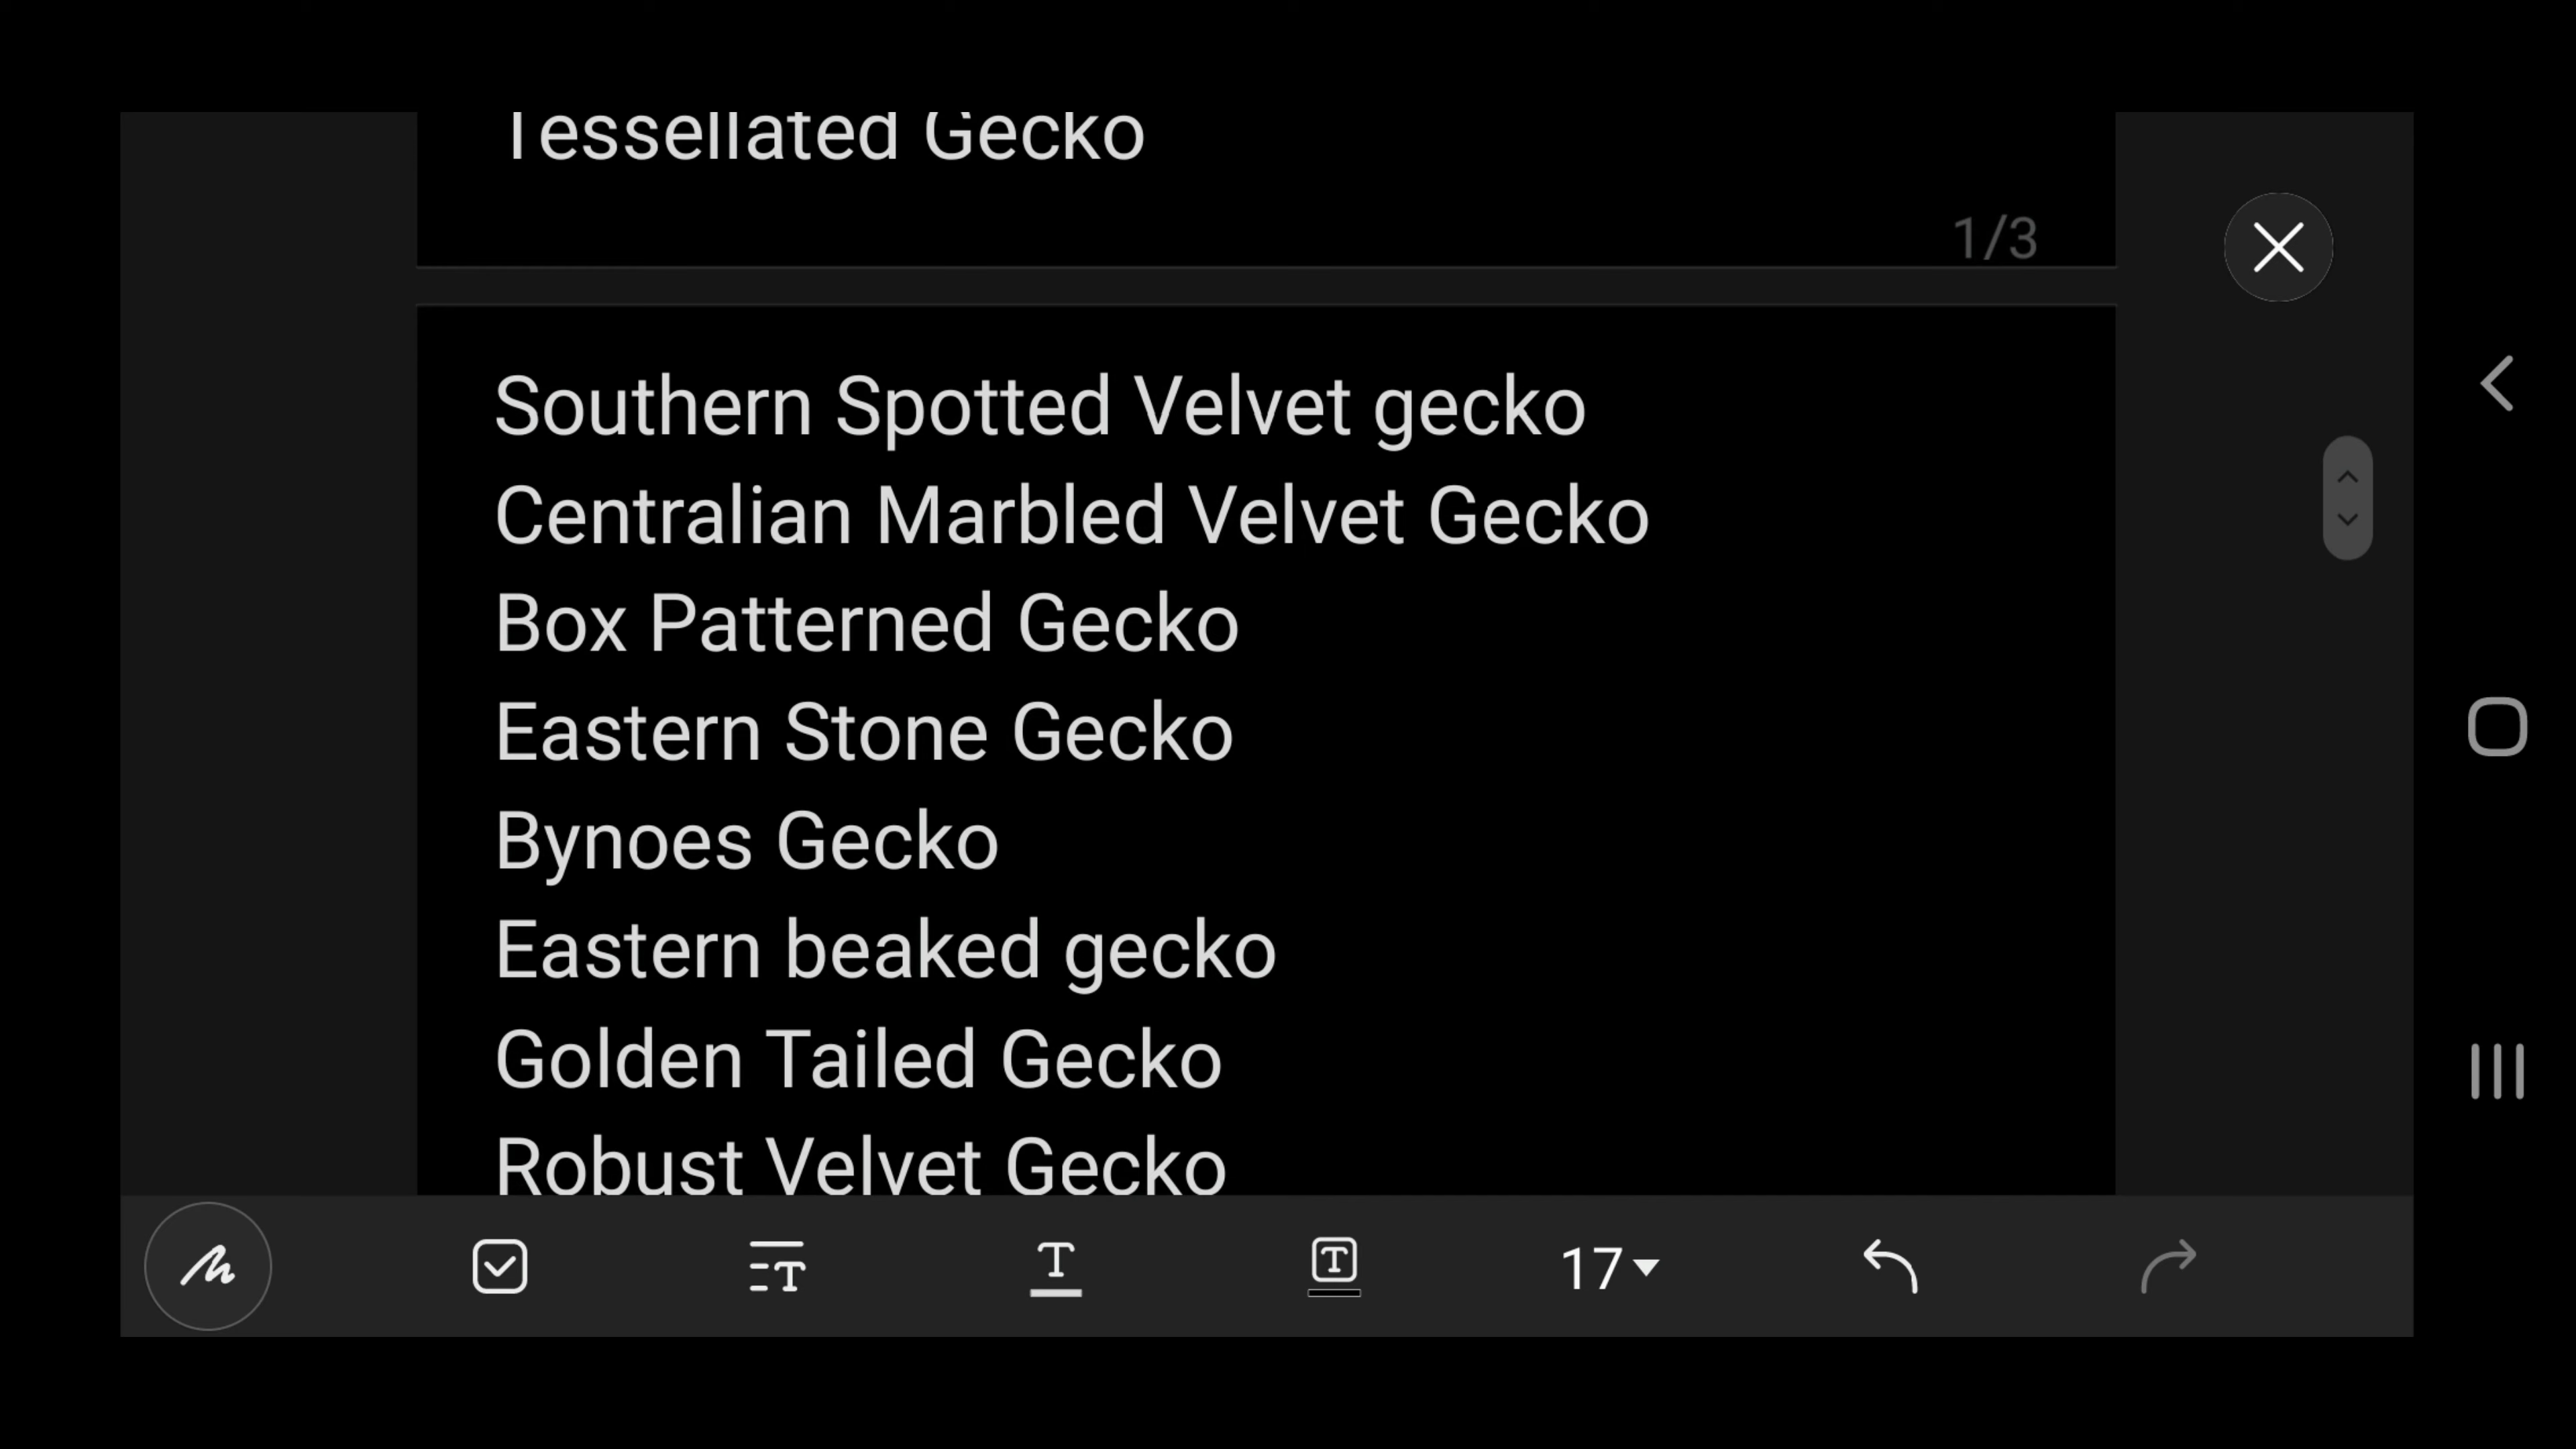 Tessellated Gecko
1/3
Southern Spotted Velvet gecko
Centralian Marbled Velvet Gecko
Box Patterned Gecko
Eastern Stone Gecko
Bynoes Gecko
Eastern beaked gecko
Golden Tailed Gecko
Robust Velvet Gecko
T T T 17